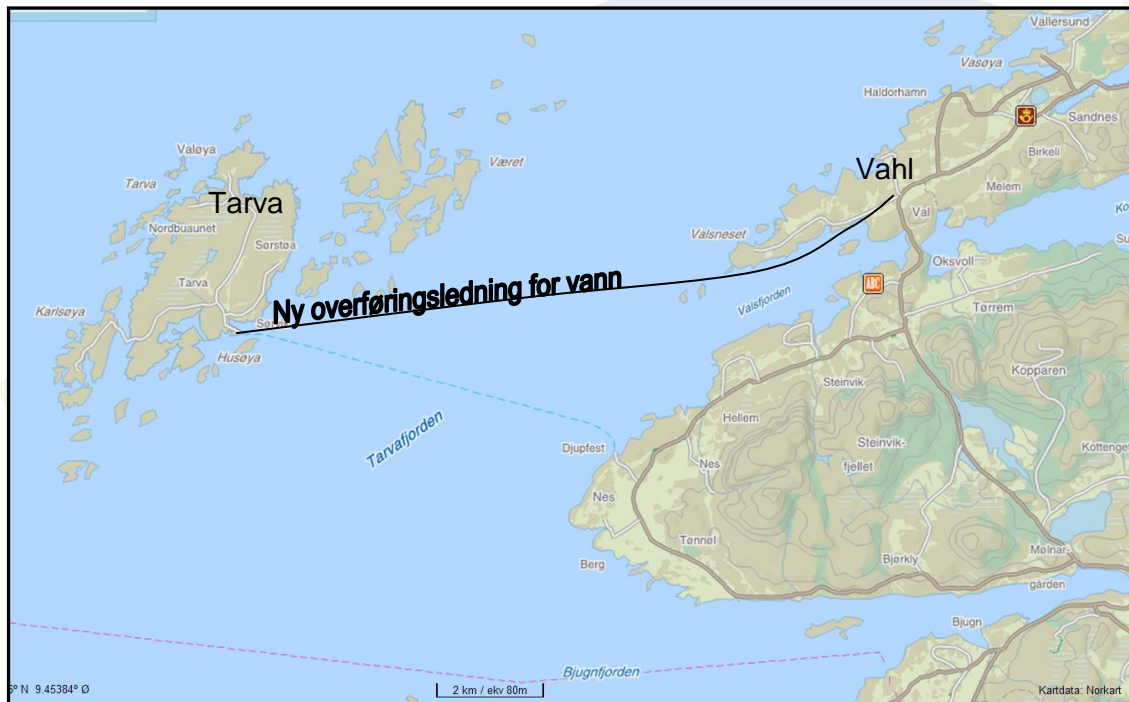 Vallersund
Vasøya
Haldorhamn
Sandnes
Birkeli
Valøya
Været
Vahl
Tarva
Tarva
Melem
Nordbuaunet
Val
Valsneset
Sørstøa
Oksvoll
Tarva
ABC
Ny overføringsledning for vann
Valsfjorden
Karlsøya
Tørrem
Husøya
Kopparen
Steinvik
Hellem
Tarvafjorden
Djupfest
Steinvik-
fjellet
Kottenget
Nes
Nes
Tønnøl
Mølnar-
gården
Bjørkly
Berg
Bjugn
Bjugnfjorden
° N 9.45384° Ø
2 km / ekv 80m
Kartdata: Norkart